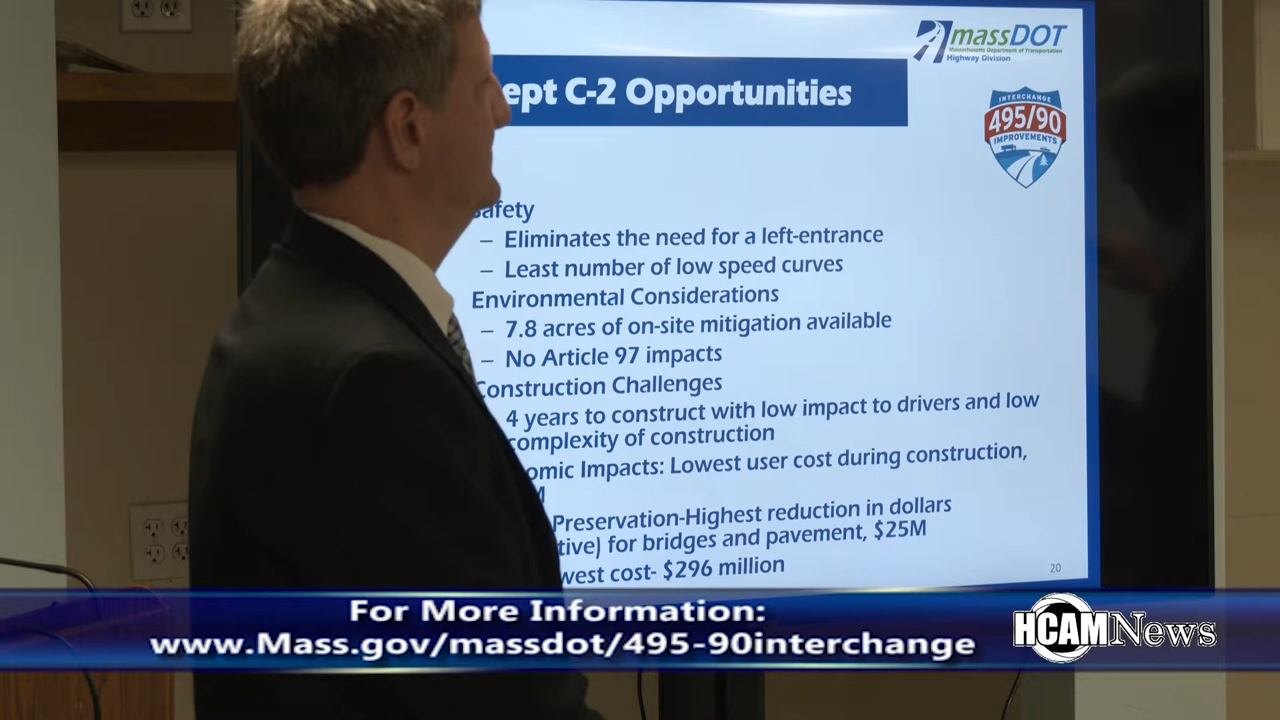 massDOT
Massachusetts Department of Transportation
Highway Division
ept C-2 Opportunities
INTERCHANGE
495/90
IMPROVEMENTS
Safety
– Eliminates the need for a left-entrance
– Least number of low speed curves
Environmental Considerations
– 7.8 acres of on-site mitigation available
– No Article 97 impacts
Construction Challenges
4 years to construct with low impact to drivers and low
complexity of construction
omic Impacts: Lowest user cost during construction,
M
Preservation-Highest reduction in dollars
tive) for bridges and pavement, $25M
west cost- $296 million
20
For More Information:
www.Mass.gov/massdot/495-90interchange
HCAM News